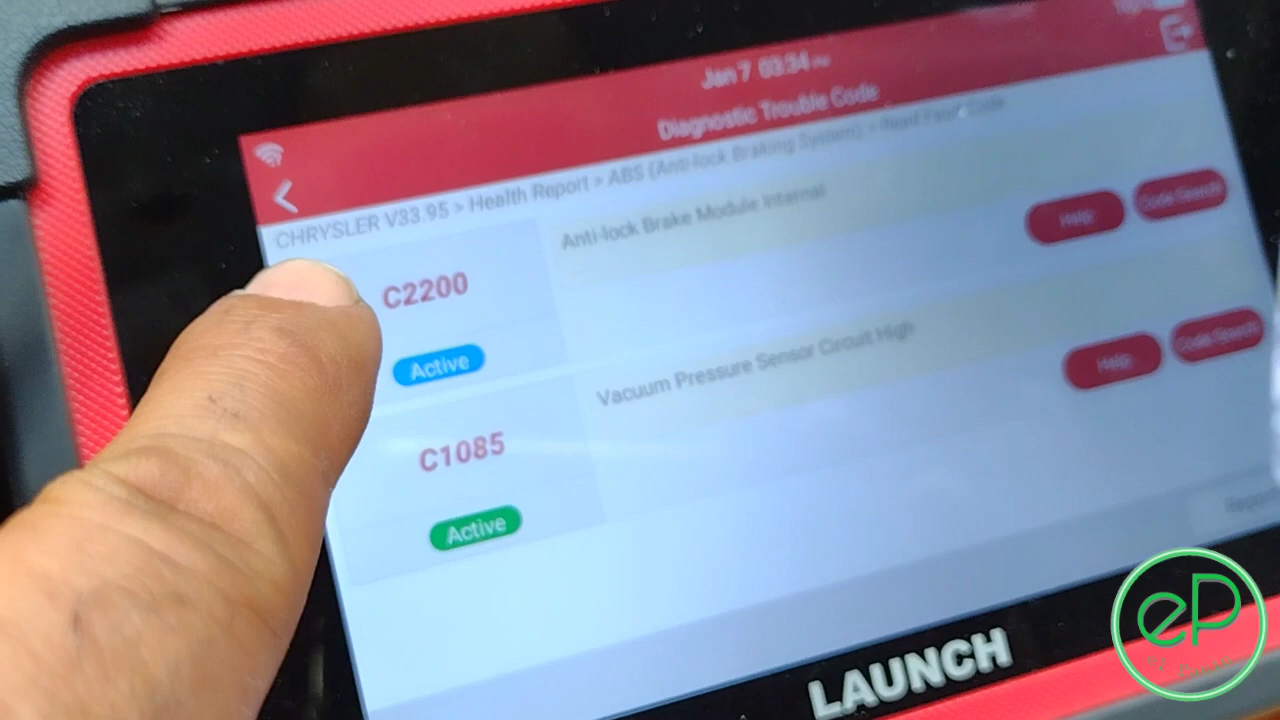 Jan 7 03:34 PM
Diagnostic Trouble Code
CHRYSLER V33.95 > Health Report > ABS (Anti-lock Braking System) > Read Fault Code
C2200
Anti-lock Brake Module Internal
Help
Code Search
Active
C1085
Vacuum Pressure Sensor Circuit High
Help
Code Search
Active
Report
LAUNCH
eP